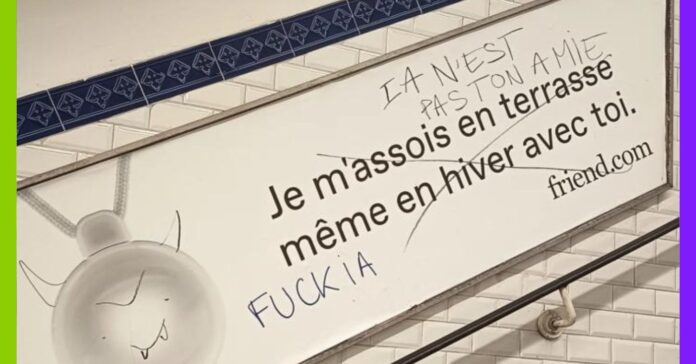 IA N'EST
PAS TON AMIE
Je m'assois en terrasse
même en hiver avec toi.
friend.com
FUCK IA